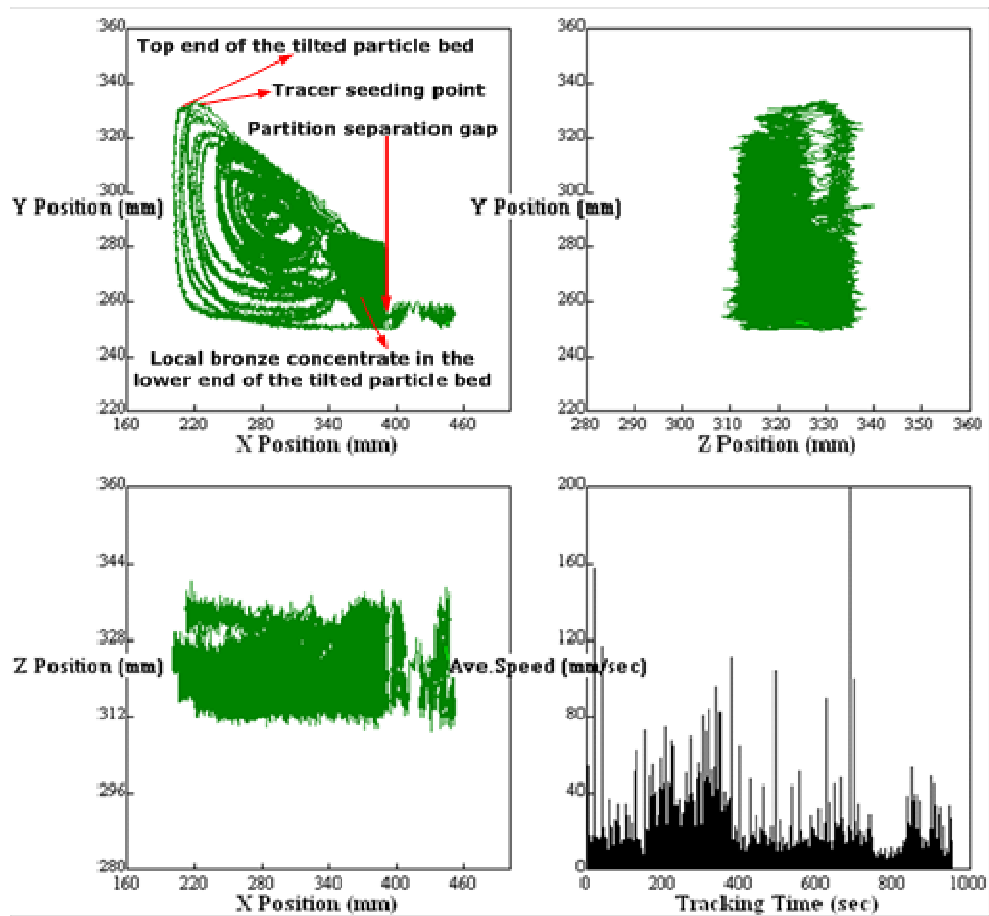 360
Top end of the tilted particle bed
340
Tracer seeding point
320
Partition separation gap
300
Y Position (mm)
280
260
Local bronze concentrate in the
lower end of the tilted particle bed
240
220
160 220 280 340 400 460
X Position (mm)
360
340
320
300
Y Position (mm)
280
260
240
220
280 290 300 310 320 330 340 350 360
Z Position (mm)
360
344
328
Z Position (mm)
312
296
280
160 220 280 340 400 460
X Position (mm)
200
160
120
Ave.Speed (mm/sec)
80
40
0
0 200 400 600 800 1000
Tracking Time (sec)